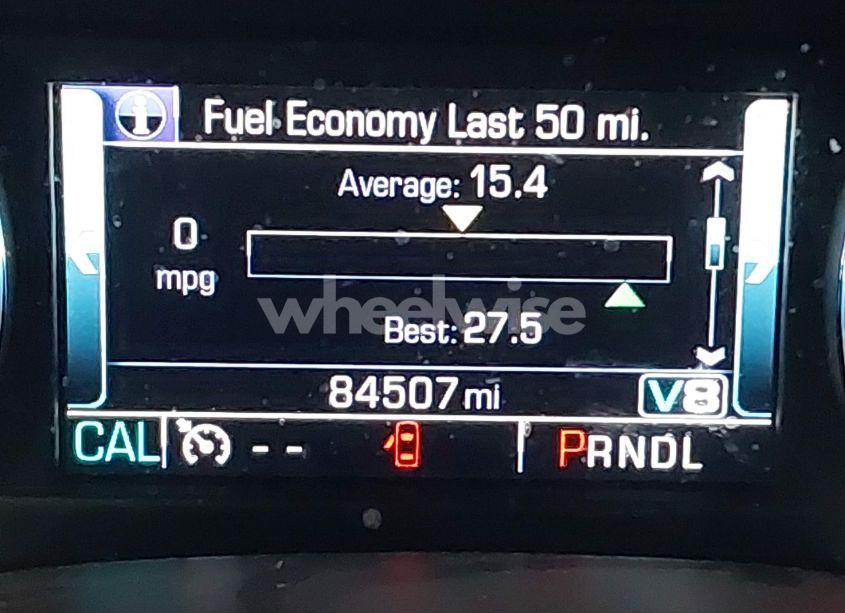 Fuel Economy Last 50 mi.
Average: 15.4
0
mpg
wheelwise
Best: 27.5
84507 mi V8
CAL -- PRNDL